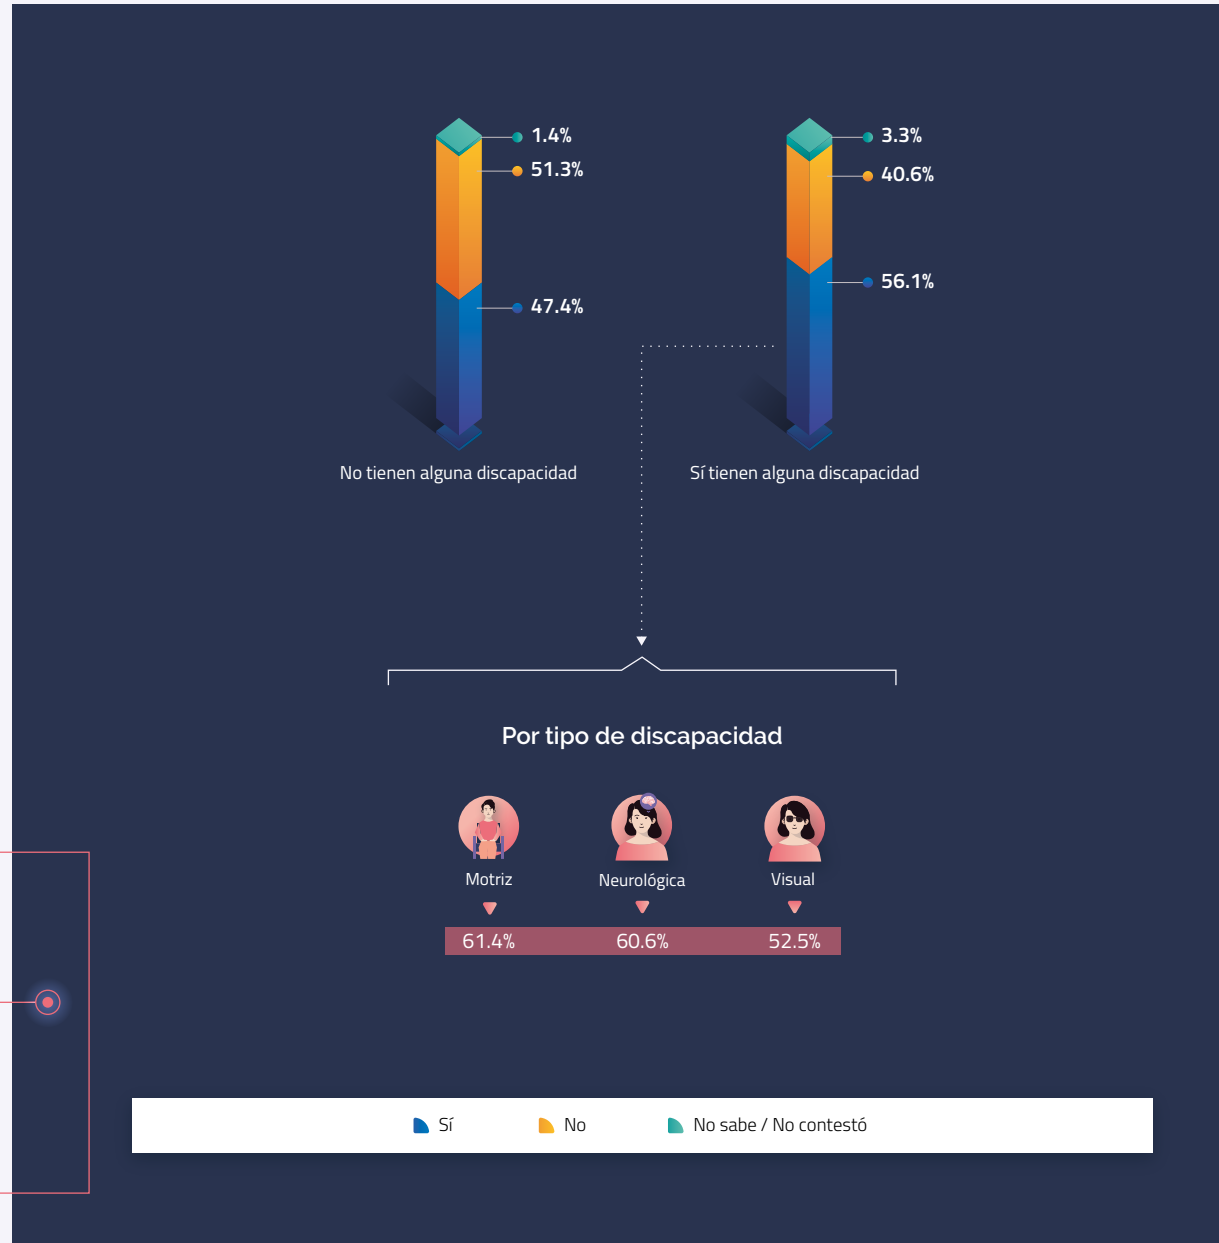 1.4%
51.3%
47.4%
No tienen alguna discapacidad
3.3%
40.6%
56.1%
Sí tienen alguna discapacidad
Por tipo de discapacidad
Motriz
Neurológica
Visual
61.4%
60.6%
52.5%
Sí
No
No sabe / No contestó